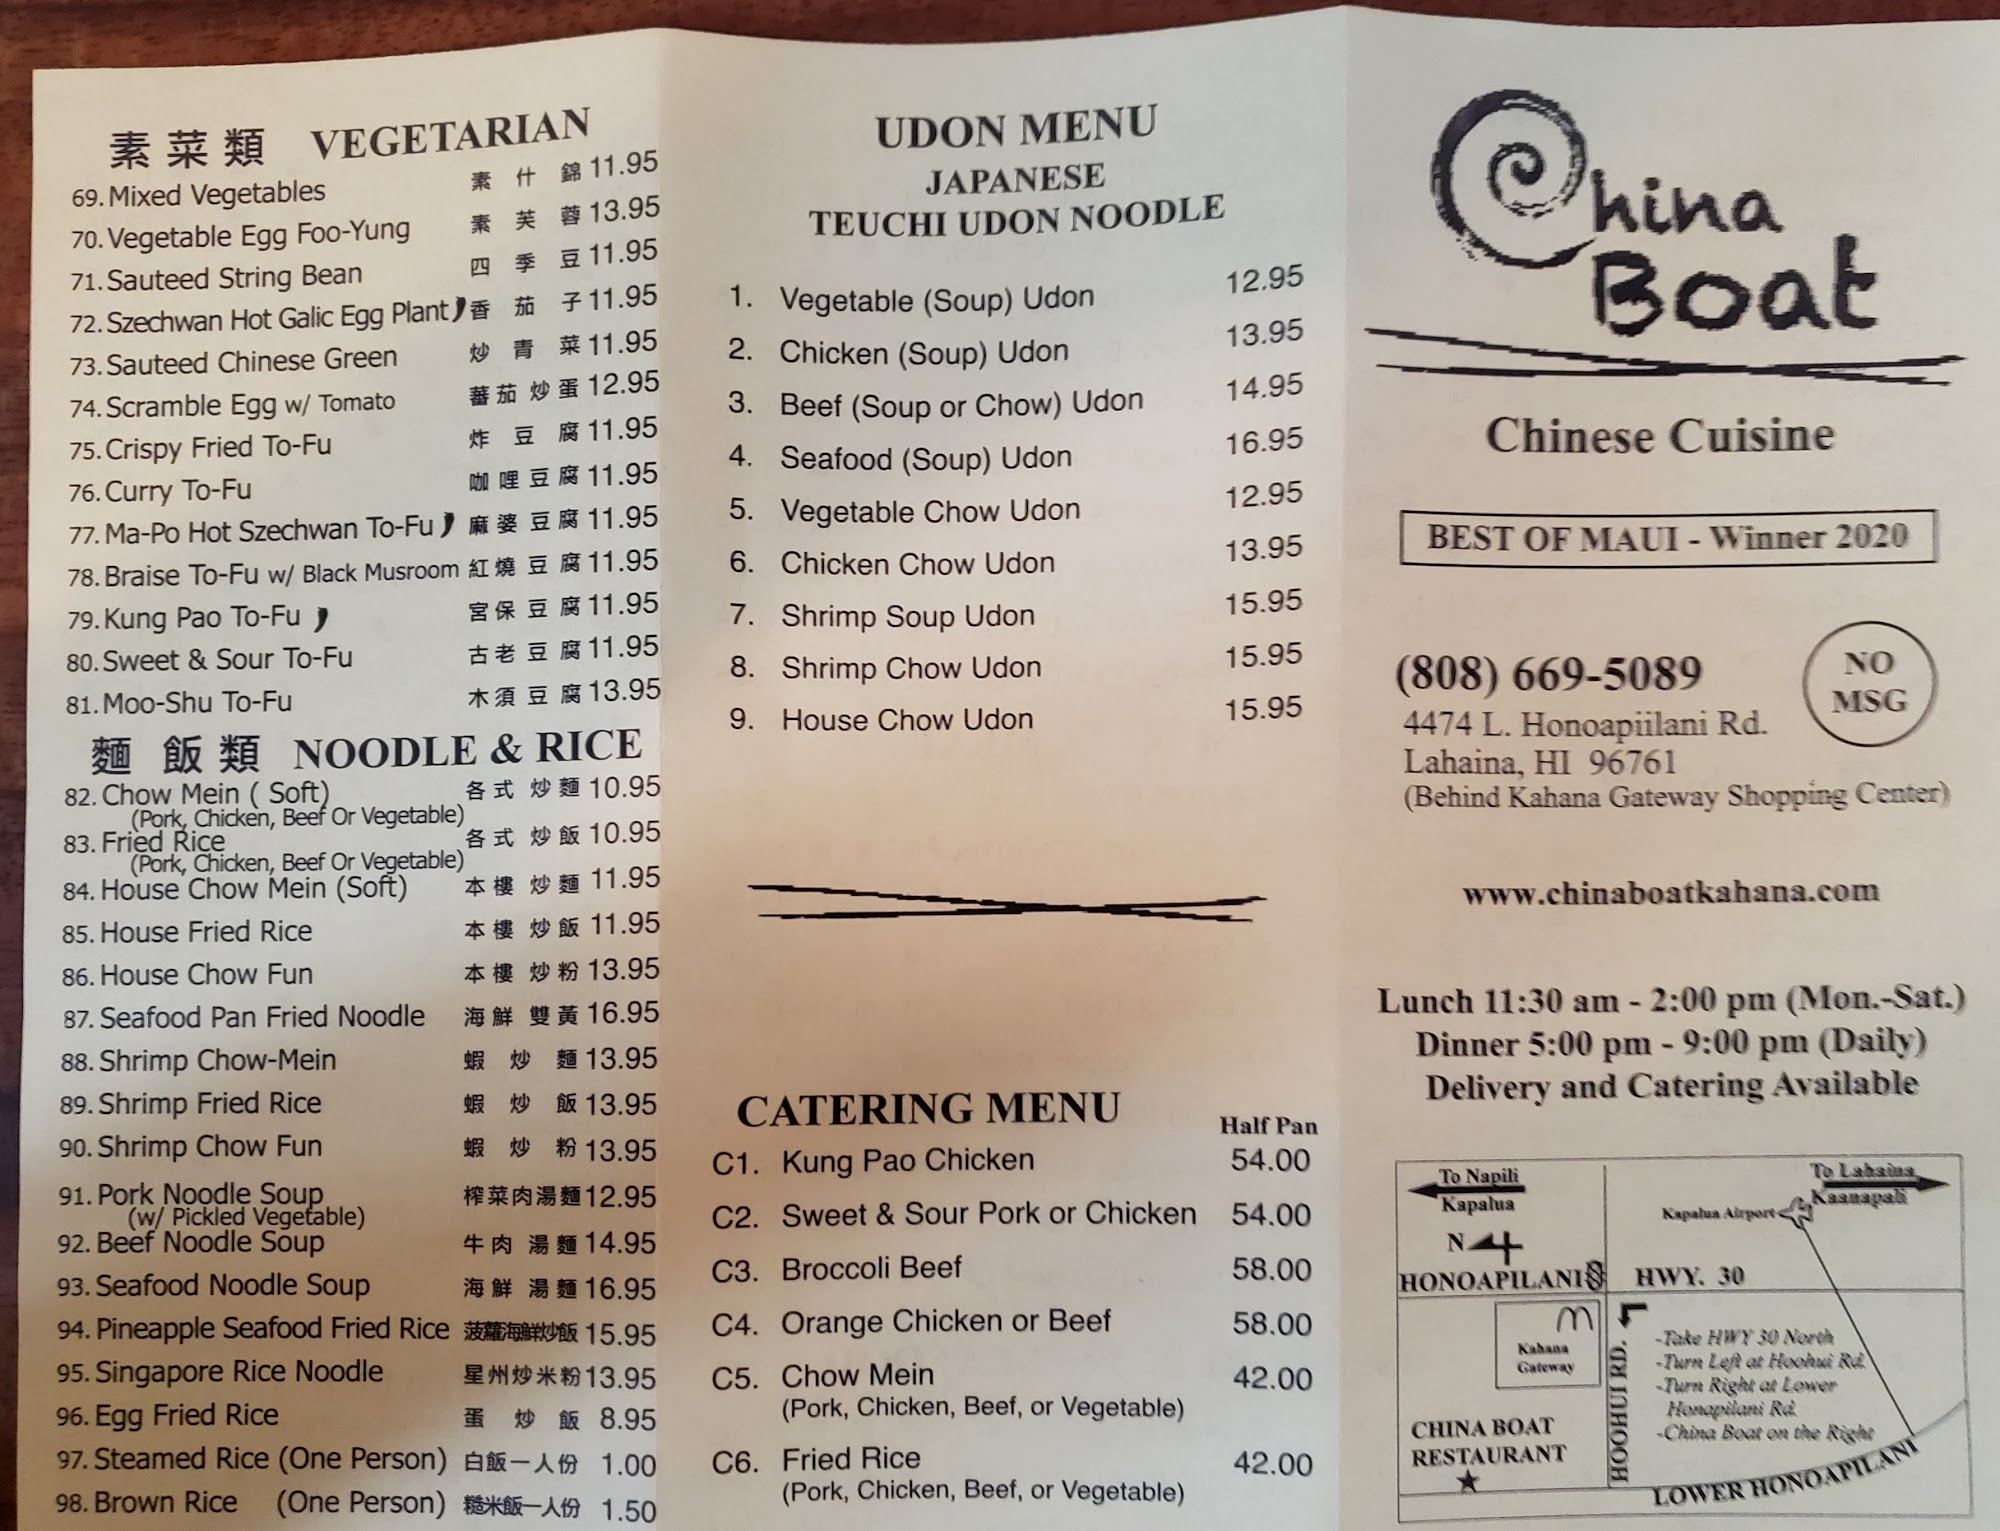 素菜類 VEGETARIAN
69. Mixed Vegetables 素什錦 11.95
70. Vegetable Egg Foo-Yung 素芙蓉 13.95
71. Sauteed String Bean 四季豆 11.95
72. Szechwan Hot Galic Egg Plant 香茄子 11.95
73. Sauteed Chinese Green 炒青菜 11.95
74. Scramble Egg w/ Tomato 蕃茄炒蛋 12.95
75. Crispy Fried To-Fu 炸豆腐 11.95
76. Curry To-Fu 咖哩豆腐 11.95
77. Ma-Po Hot Szechwan To-Fu 麻婆豆腐 11.95
78. Braise To-Fu w/ Black Musroom 紅燒豆腐 11.95
79. Kung Pao To-Fu 宮保豆腐 11.95
80. Sweet & Sour To-Fu 古老豆腐 11.95
81. Moo-Shu To-Fu 木須豆腐 13.95
麵飯類 NOODLE & RICE
82. Chow Mein ( Soft) 各式炒麵 10.95
(Pork, Chicken, Beef Or Vegetable)
83. Fried Rice 各式炒飯 10.95
(Pork, Chicken, Beef Or Vegetable)
84. House Chow Mein (Soft) 本樓炒麵 11.95
85. House Fried Rice 本樓炒飯 11.95
86. House Chow Fun 本樓炒粉 13.95
87. Seafood Pan Fried Noodle 海鮮雙黃 16.95
88. Shrimp Chow-Mein 蝦炒麵 13.95
89. Shrimp Fried Rice 蝦炒飯 13.95
90. Shrimp Chow Fun 蝦炒粉 13.95
91. Pork Noodle Soup 榨菜肉湯麵 12.95
(w/ Pickled Vegetable)
92. Beef Noodle Soup 牛肉湯麵 14.95
93. Seafood Noodle Soup 海鮮湯麵 16.95
94. Pineapple Seafood Fried Rice 菠蘿海鮮炒飯 15.95
95. Singapore Rice Noodle 星州炒米粉 13.95
96. Egg Fried Rice 蛋炒飯 8.95
97. Steamed Rice (One Person) 白飯一人份 1.00
98. Brown Rice (One Person) 糙米飯一人份 1.50
UDON MENU
JAPANESE
TEUCHI UDON NOODLE
1. Vegetable (Soup) Udon 12.95
2. Chicken (Soup) Udon 13.95
3. Beef (Soup or Chow) Udon 14.95
4. Seafood (Soup) Udon 16.95
5. Vegetable Chow Udon 12.95
6. Chicken Chow Udon 13.95
7. Shrimp Soup Udon 15.95
8. Shrimp Chow Udon 15.95
9. House Chow Udon 15.95
CATERING MENU
Half Pan
C1. Kung Pao Chicken 54.00
C2. Sweet & Sour Pork or Chicken 54.00
C3. Broccoli Beef 58.00
C4. Orange Chicken or Beef 58.00
C5. Chow Mein 42.00
(Pork, Chicken, Beef, or Vegetable)
C6. Fried Rice 42.00
(Pork, Chicken, Beef, or Vegetable)
China
Boat
Chinese Cuisine
BEST OF MAUI - Winner 2020
(808) 669-5089
NO
MSG
4474 L. Honoapiilani Rd.
Lahaina, HI 96761
(Behind Kahana Gateway Shopping Center)
www.chinaboatkahana.com
Lunch 11:30 am - 2:00 pm (Mon.-Sat.)
Dinner 5:00 pm - 9:00 pm (Daily)
Delivery and Catering Available
To Napili
Kapalua
To Lahaina
Kaanapali
Kapalua Airport
N
HONOAPILANI HWY. 30
Kahana
Gateway
HOOHUI RD.
-Take HWY 30 North
-Turn Left at Hoohui Rd.
-Turn Right at Lower
Honapilani Rd.
-China Boat on the Right
CHINA BOAT
RESTAURANT
LOWER HONOAPILANI